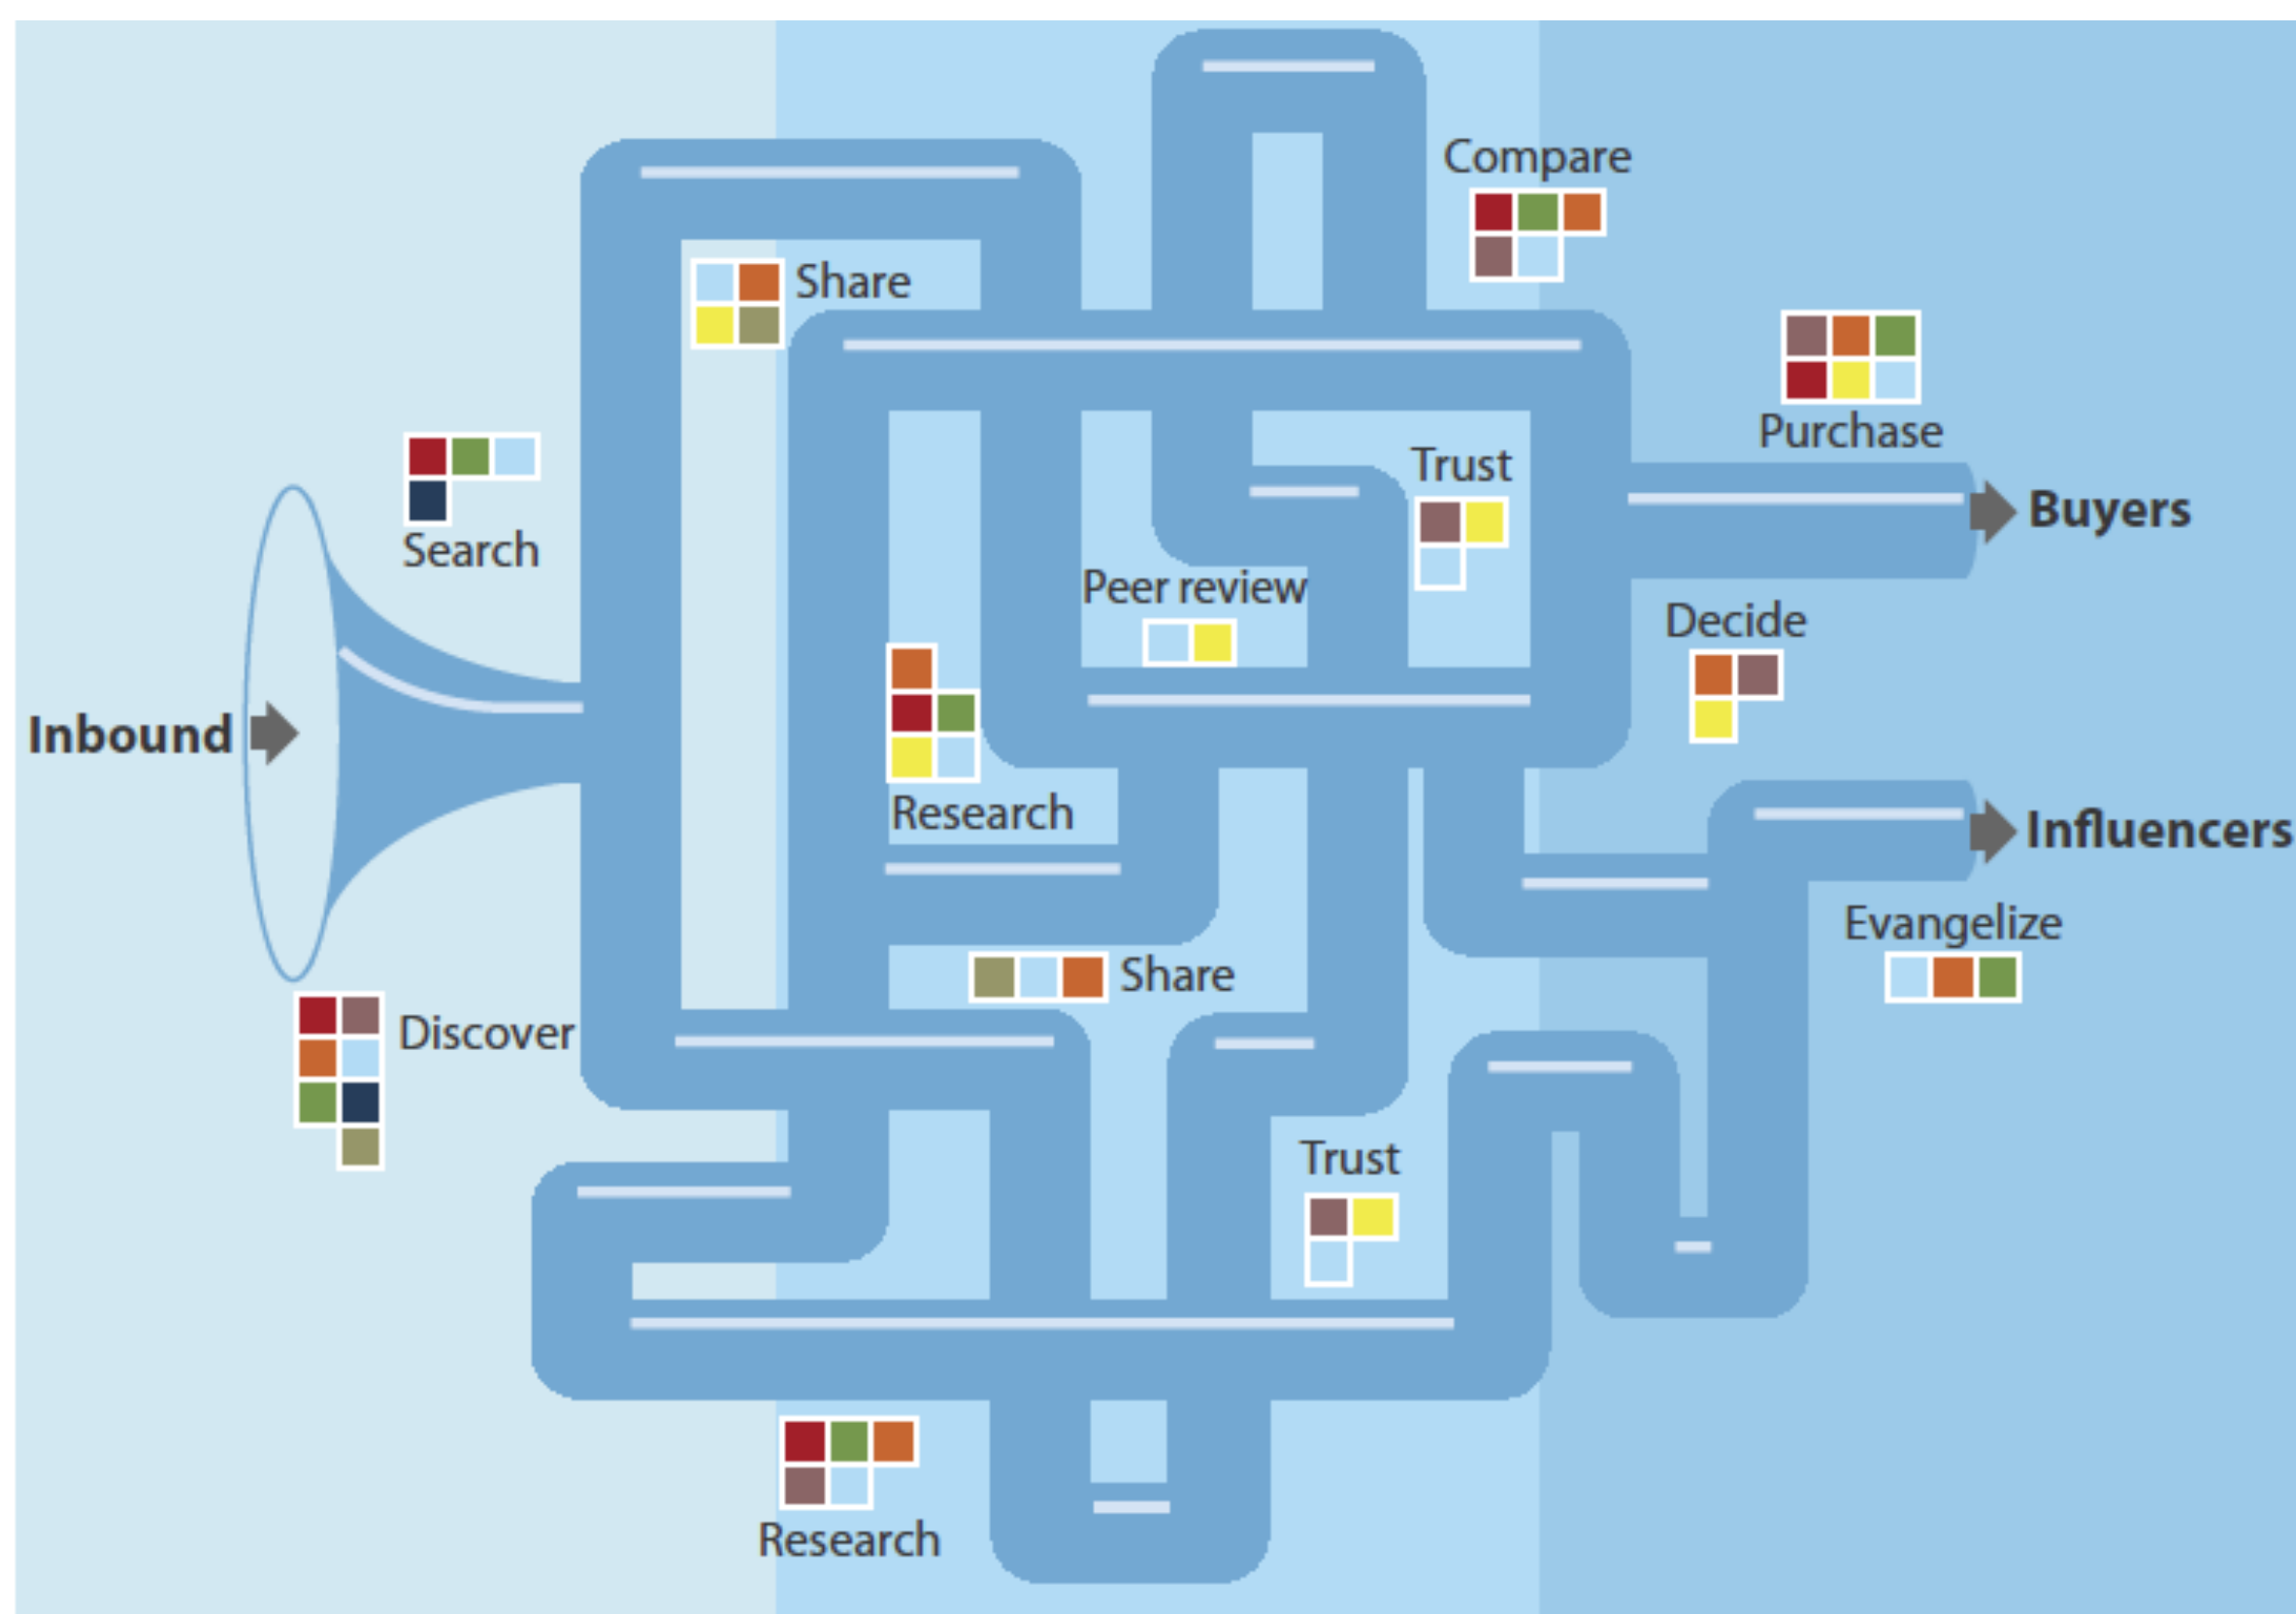 Compare
Share
Purchase
Trust
Buyers
Search
Peer review
Decide
Inbound
Research
Influencers
Evangelize
Share
Discover
Trust
Research